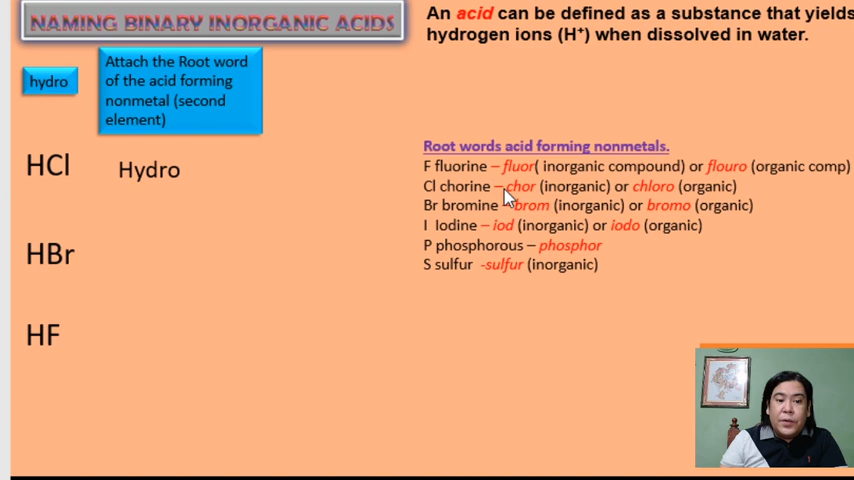 NAMING BINARY INORGANIC ACIDS
An acid can be defined as a substance that yields
hydrogen ions (H⁺) when dissolved in water.
hydro
Attach the Root word
of the acid forming
nonmetal (second
element)
Root words acid forming nonmetals.
F fluorine – fluor( inorganic compound) or flouro (organic comp)
Cl chorine – chor (inorganic) or chloro (organic)
Br bromine – brom (inorganic) or bromo (organic)
I Iodine – iod (inorganic) or iodo (organic)
P phosphorous – phosphor
S sulfur -sulfur (inorganic)
HCl Hydro
HBr
HF